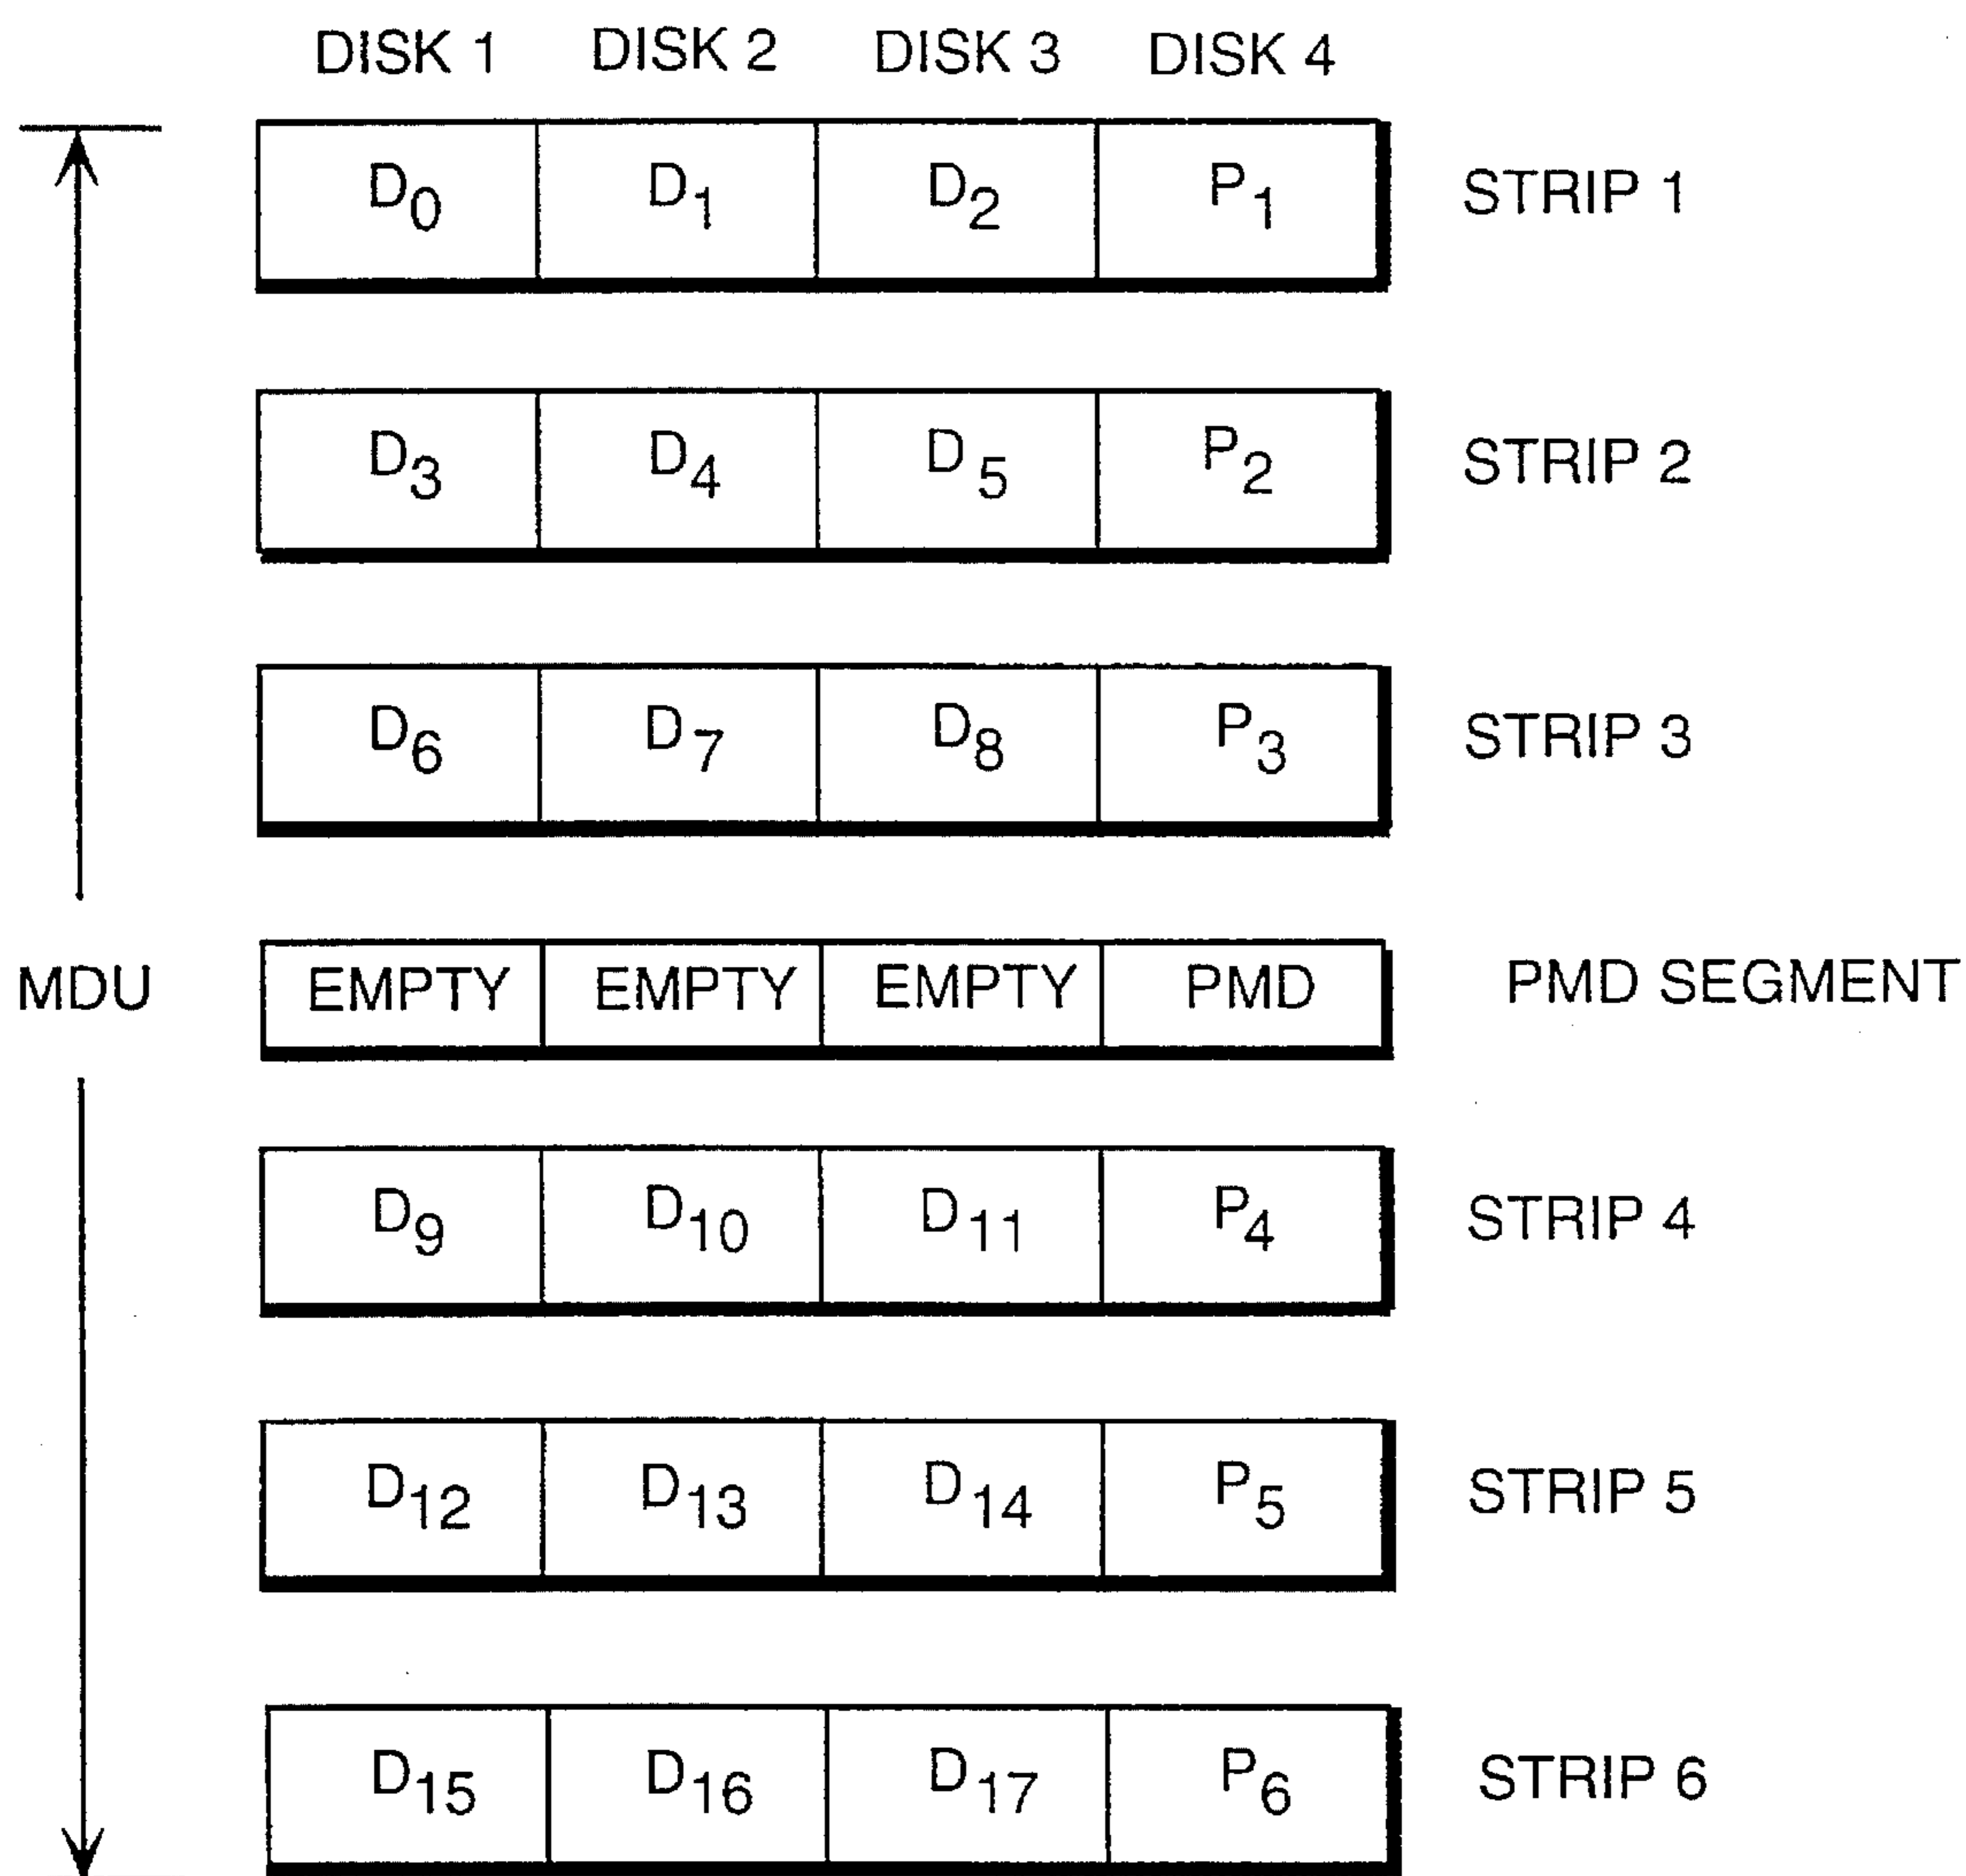 DISK 1 DISK 2 DISK 3 DISK 4
D0 D1 D2 P1 STRIP 1
D3 D4 D5 P2 STRIP 2
D6 D7 D8 P3 STRIP 3
MDU EMPTY EMPTY EMPTY PMD PMD SEGMENT
D9 D10 D11 P4 STRIP 4
D12 D13 D14 P5 STRIP 5
D15 D16 D17 P6 STRIP 6